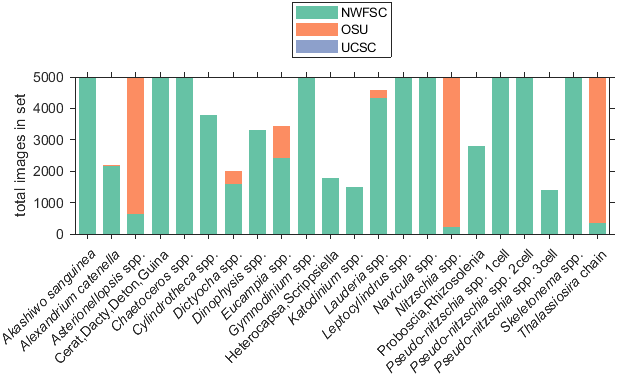 NWFSC
OSU
UCSC
total images in set
5000
4000
3000
2000
1000
0
Akashiwo sanguinea
Alexandrium catenella
Asterionellopsis spp.
Cerat,Dacty,Deton,Guina
Chaetoceros spp.
Cylindrotheca spp.
Dictyocha spp.
Dinophysis spp.
Eucampia spp.
Gymnodinium spp.
Heterocapsa,Scrippsiella
Katodinium spp.
Lauderia spp.
Leptocylindrus spp.
Navicula spp.
Nitzschia spp.
Proboscia,Rhizosolenia
Pseudo-nitzschia spp. 1cell
Pseudo-nitzschia spp. 2cell
Pseudo-nitzschia spp. 3cell
Skeletonema spp.
Thalassiosira chain